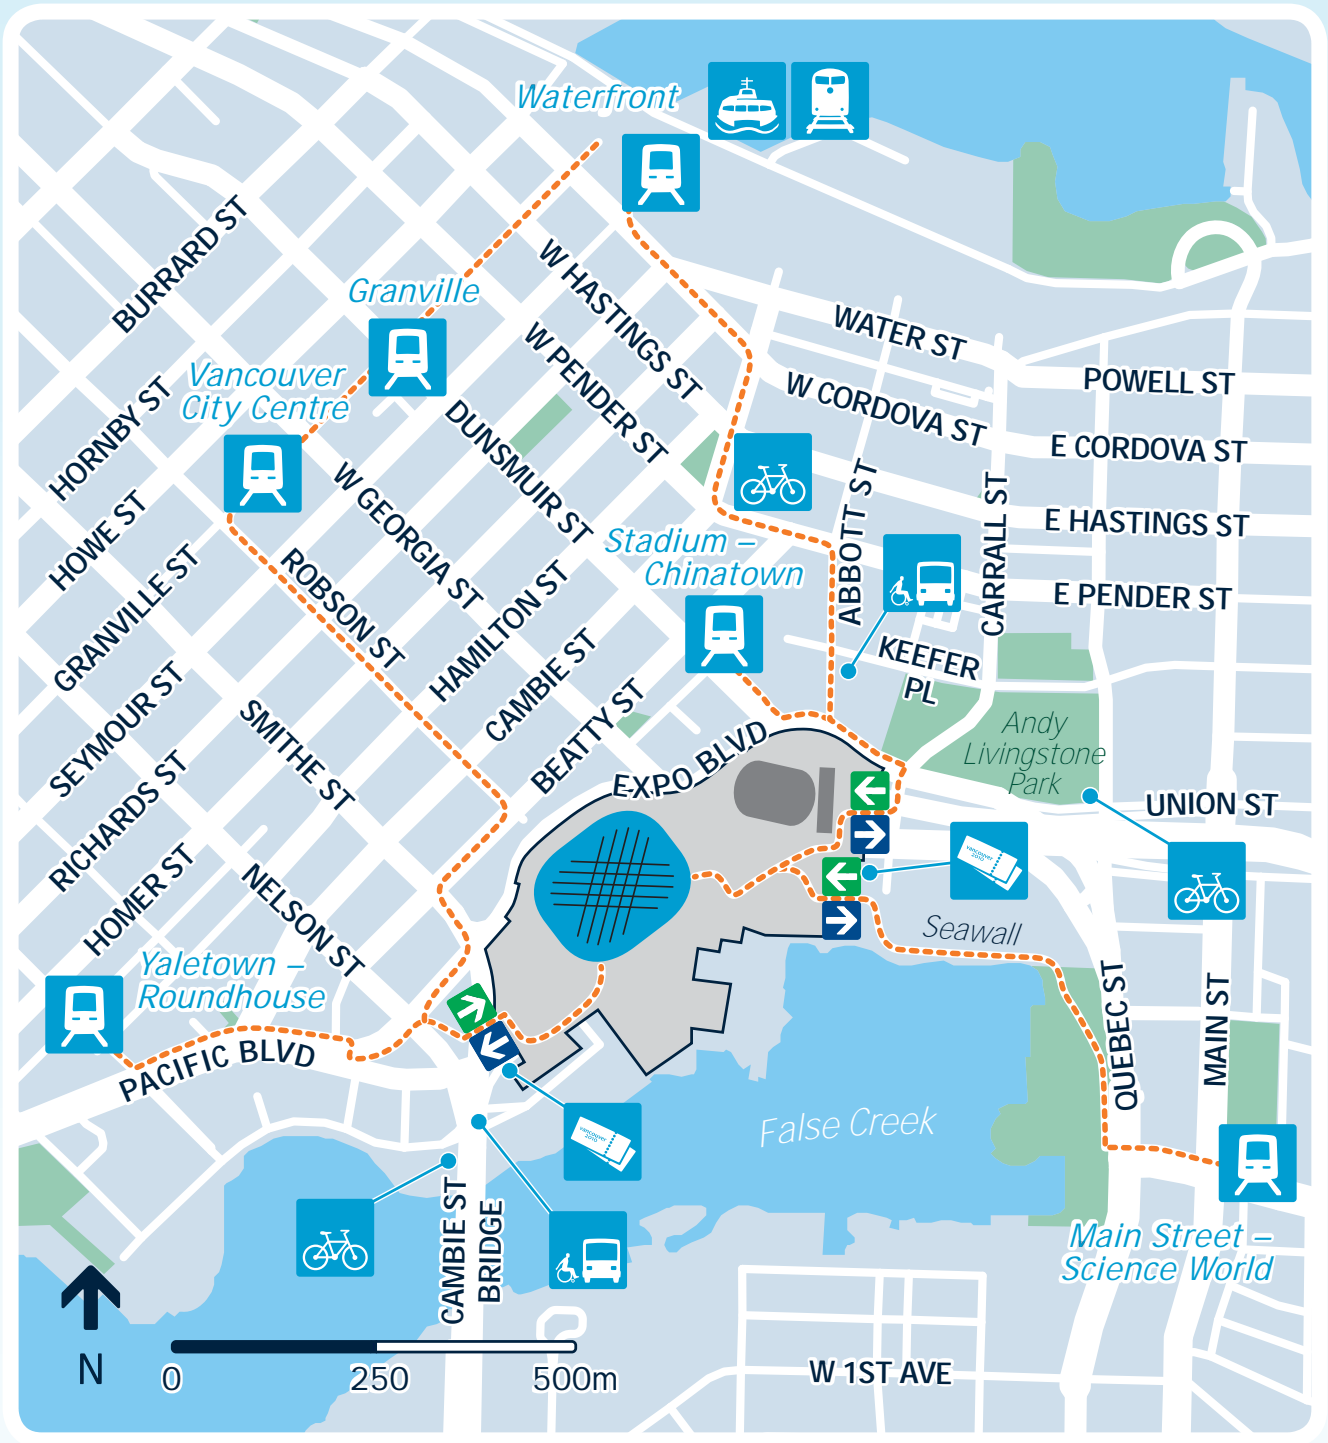 Waterfront
Granville
Vancouver
City Centre
BURRARD ST
HORNBY ST
HOWE ST
GRANVILLE ST
SEYMOUR ST
RICHARDS ST
HOMER ST
W HASTINGS ST
W PENDER ST
DUNSMUIR ST
W GEORGIA ST
ROBSON ST
HAMILTON ST
CAMBIE ST
BEATTY ST
SMITHE ST
NELSON ST
WATER ST
W CORDOVA ST
POWELL ST
E CORDOVA ST
E HASTINGS ST
E PENDER ST
ABBOTT ST
CARRALL ST
Stadium –
Chinatown
KEEFER
PL
Andy
Livingstone
Park
UNION ST
EXPO BLVD
vancouver
2010
Seawall
Yaletown –
Roundhouse
PACIFIC BLVD
QUEBEC ST
MAIN ST
False Creek
vancouver
2010
CAMBIE ST
BRIDGE
Main Street –
Science World
N
0 250 500m
W 1ST AVE